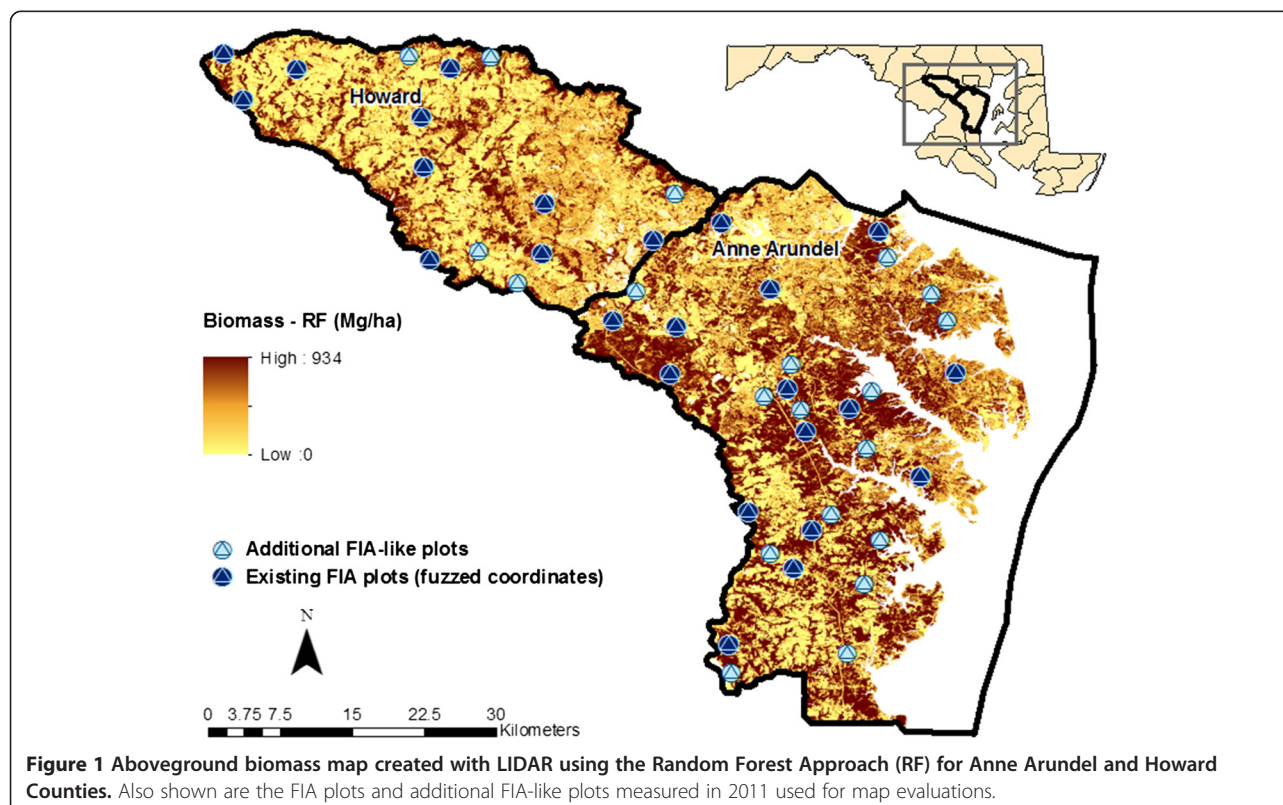 Howard
Anne Arundel
Biomass - RF (Mg/ha)
High : 934
Low :0
Additional FIA-like plots
Existing FIA plots (fuzzed coordinates)
N
0 3.75 7.5 15 22.5 30
Kilometers
Figure 1 Aboveground biomass map created with LIDAR using the Random Forest Approach (RF) for Anne Arundel and Howard
Counties. Also shown are the FIA plots and additional FIA-like plots measured in 2011 used for map evaluations.